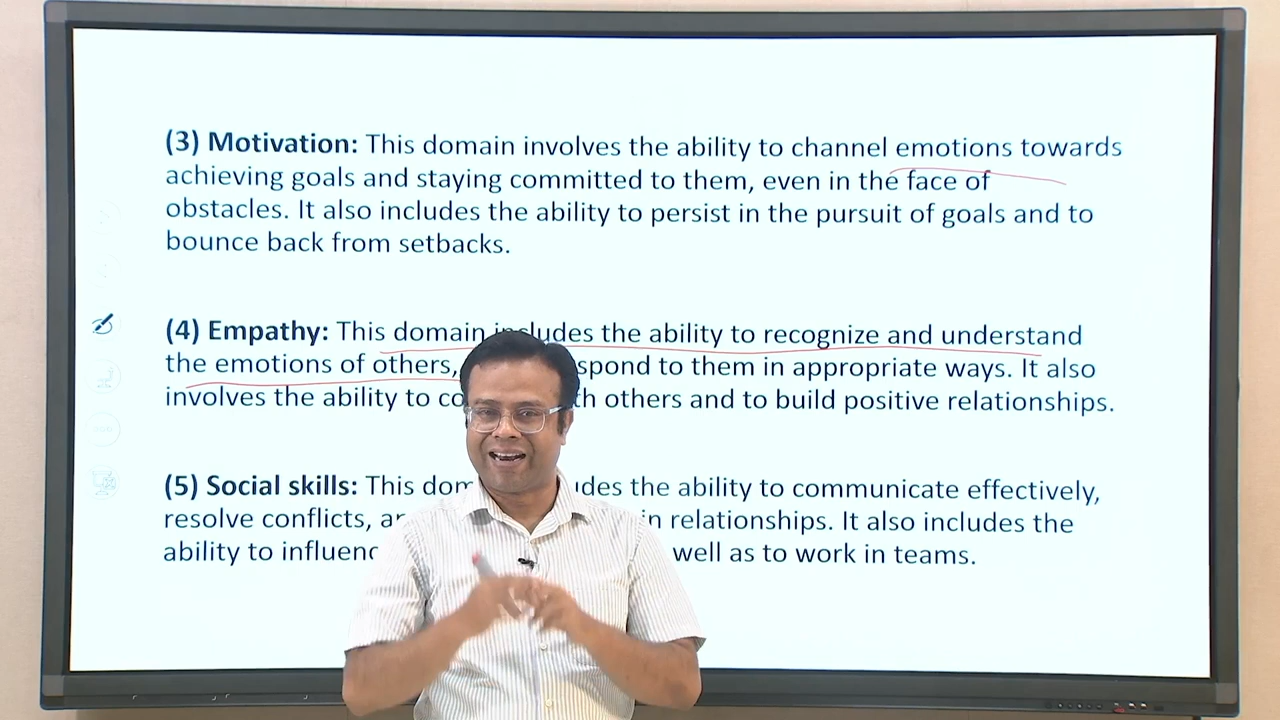 (3) Motivation: This domain involves the ability to channel emotions towards
achieving goals and staying committed to them, even in the face of
obstacles. It also includes the ability to persist in the pursuit of goals and to
bounce back from setbacks.
(4) Empathy: This domain includes the ability to recognize and understand
the emotions of others, spond to them in appropriate ways. It also
involves the ability to co th others and to build positive relationships.
(5) Social skills: This dom udes the ability to communicate effectively,
resolve conflicts, an in relationships. It also includes the
ability to influenc well as to work in teams.